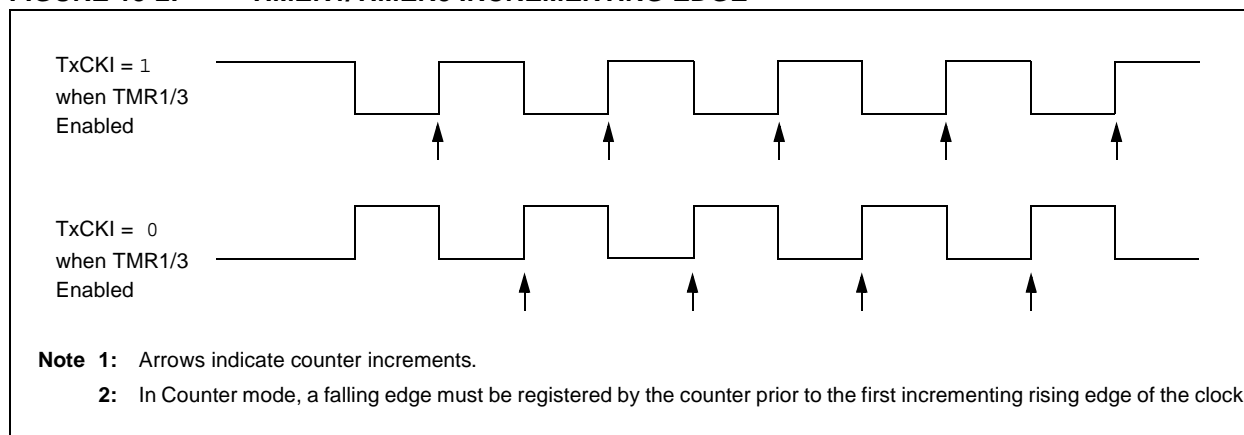 TxCKI = 1
when TMR1/3
Enabled
TxCKI = 0
when TMR1/3
Enabled
Note 1: Arrows indicate counter increments.
2: In Counter mode, a falling edge must be registered by the counter prior to the first incrementing rising edge of the clock